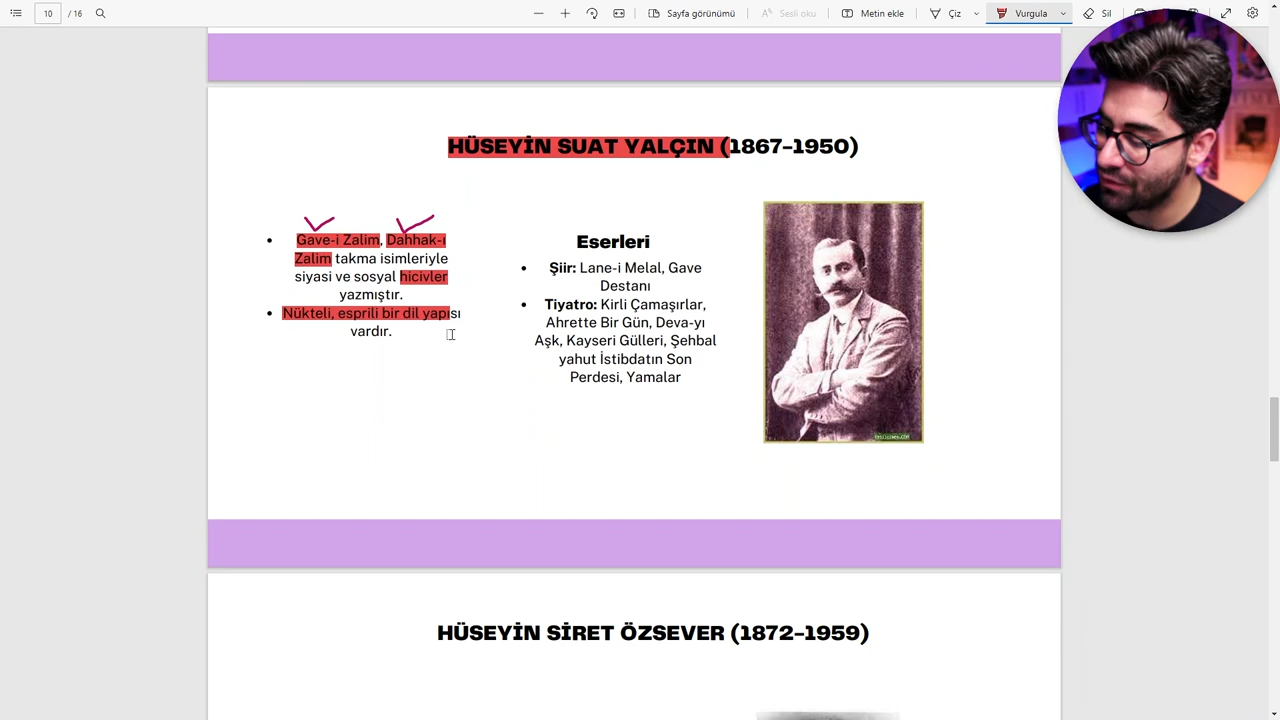 10 / 16 Sayfa görünümü Sesli oku Metin ekle Çiz Vurgula Sil
HÜSEYİN SUAT YALÇIN (1867-1950)
• Gave-i Zalim, Dahhak-ı
Zalim takma isimleriyle
siyasi ve sosyal hicivler
yazmıştır.
• Nükteli, esprili bir dil yapısı
vardır.
Eserleri
• Şiir: Lane-i Melal, Gave
Destanı
• Tiyatro: Kirli Çamaşırlar,
Ahrette Bir Gün, Deva-yı
Aşk, Kayseri Gülleri, Şehbal
yahut İstibdatın Son
Perdesi, Yamalar
HÜSEYİN SİRET ÖZSEVER (1872-1959)